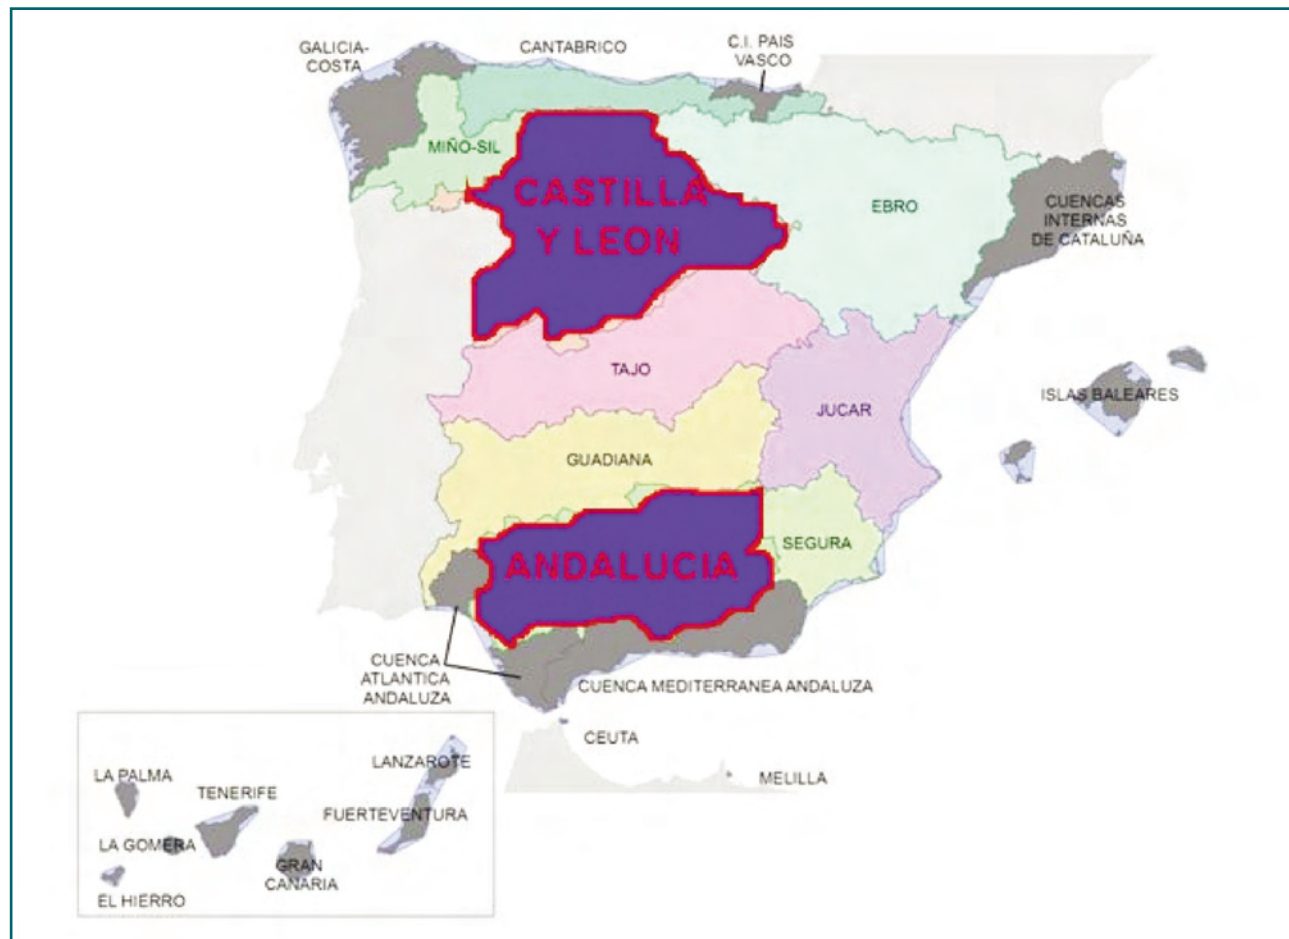 GALICIA-
COSTA
CANTABRICO
C.I. PAIS
VASCO
MIÑO-SIL
CASTILLA
Y LEON
EBRO
CUENCAS
INTERNAS
DE CATALUÑA
TAJO
JUCAR
ISLAS BALEARES
GUADIANA
SEGURA
ANDALUCIA
CUENCA
ATLANTICA
ANDALUZA
CUENCA MEDITERRANEA ANDALUZA
CEUTA
MELILLA
LA PALMA
TENERIFE
LANZAROTE
FUERTEVENTURA
LA GOMERA
GRAN
CANARIA
EL HIERRO